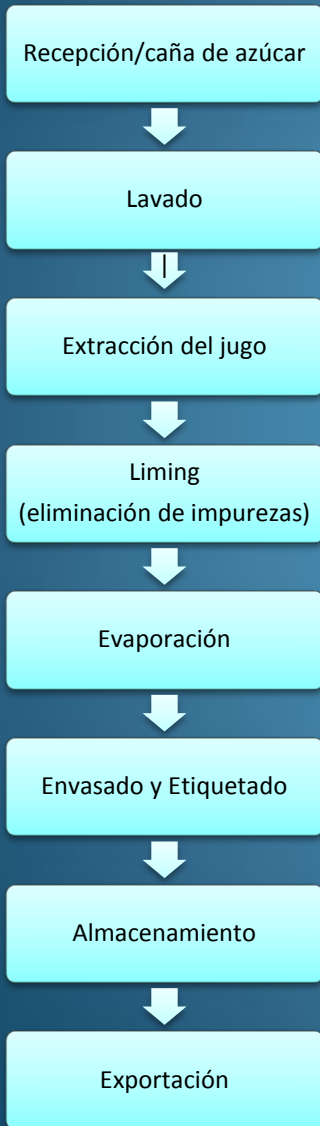 Recepción/caña de azúcar
Lavado
|
Extracción del jugo
Liming
(eliminación de impurezas)
Evaporación
Envasado y Etiquetado
Almacenamiento
Exportación